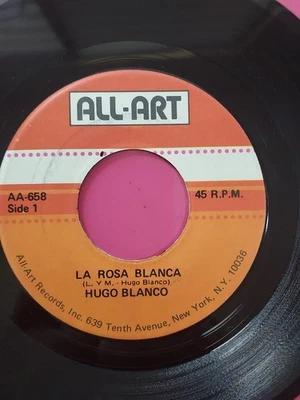 ALL-ART
AA-658
Side 1
45 R.P.M.
LA ROSA BLANCA
(L. Y M. - Hugo Blanco)
HUGO BLANCO
All-Art Records, Inc. 639 Tenth Avenue, New York, N.Y. 10036